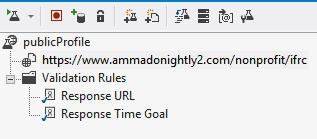 publicProfile
https://www.ammadonightly2.com/nonprofit/ifrc
Validation Rules
Response URL
Response Time Goal